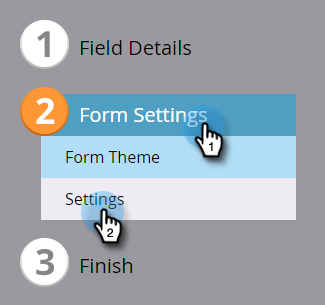 1 Field Details
2 Form Settings
1
Form Theme
Settings
2
3 Finish